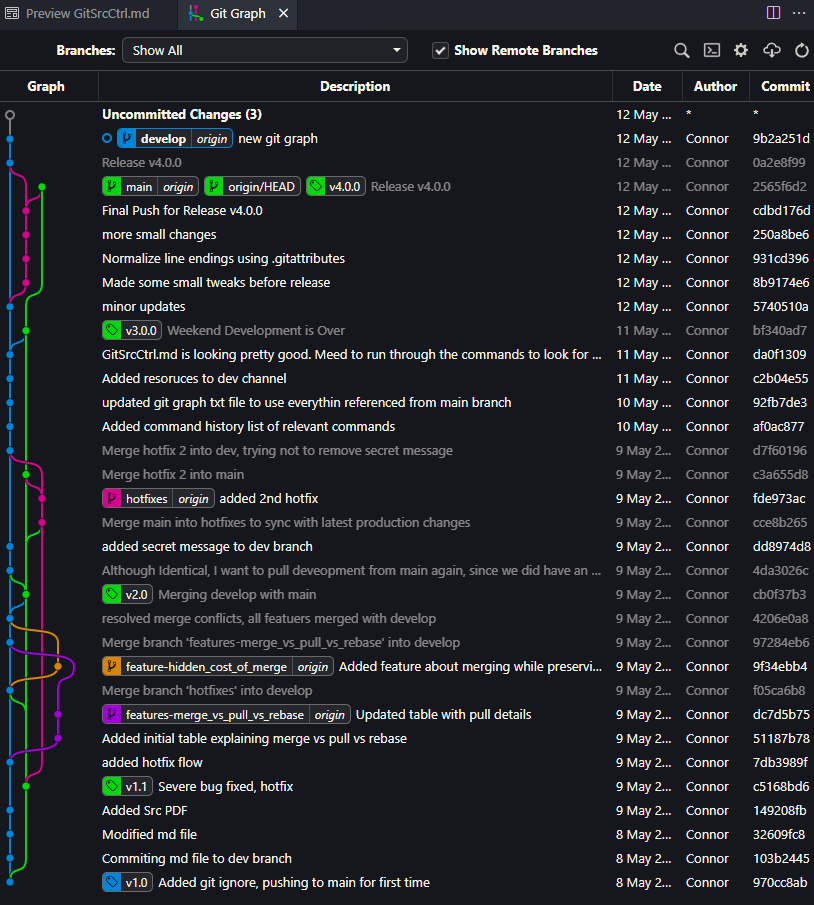 Preview GitSrcCtrl.md Git Graph
Branches: Show All Show Remote Branches
Graph Description Date Author Commit
Uncommitted Changes (3) 12 May ... * *
develop origin new git graph 12 May ... Connor 9b2a251d
Release v4.0.0 12 May ... Connor 0a2e8f99
main origin origin/HEAD v4.0.0 Release v4.0.0 12 May ... Connor 2565f6d2
Final Push for Release v4.0.0 12 May ... Connor cdbd176d
more small changes 12 May ... Connor 250a8be6
Normalize line endings using .gitattributes 12 May ... Connor 931cd396
Made some small tweaks before release 12 May ... Connor 8b9174e6
minor updates 12 May ... Connor 5740510a
v3.0.0 Weekend Development is Over 11 May ... Connor bf340ad7
GitSrcCtrl.md is looking pretty good. Meed to run through the commands to look for ... 11 May ... Connor da0f1309
Added resoruces to dev channel 11 May ... Connor c2b04e55
updated git graph txt file to use everythin referenced from main branch 10 May ... Connor 92fb7de3
Added command history list of relevant commands 10 May ... Connor af0ac877
Merge hotfix 2 into dev, trying not to remove secret message 9 May 2... Connor d7f60196
Merge hotfix 2 into main 9 May 2... Connor c3a655d8
hotfixes origin added 2nd hotfix 9 May 2... Connor fde973ac
Merge main into hotfixes to sync with latest production changes 9 May 2... Connor cce8b265
added secret message to dev branch 9 May 2... Connor dd8974d8
Although Identical, I want to pull deveopment from main again, since we did have an ... 9 May 2... Connor 4da3026c
v2.0 Merging develop with main 9 May 2... Connor cb0f37b3
resolved merge conflicts, all featuers merged with develop 9 May 2... Connor 4206e0a8
Merge branch 'features-merge_vs_pull_vs_rebase' into develop 9 May 2... Connor 97284eb6
feature-hidden_cost_of_merge origin Added feature about merging while preservi... 9 May 2... Connor 9f34ebb4
Merge branch 'hotfixes' into develop 9 May 2... Connor f05ca6b8
features-merge_vs_pull_vs_rebase origin Updated table with pull details 9 May 2... Connor dc7d5b75
Added initial table explaining merge vs pull vs rebase 9 May 2... Connor 51187b78
added hotfix flow 9 May 2... Connor 7db3989f
v1.1 Severe bug fixed, hotfix 9 May 2... Connor c5168bd6
Added Src PDF 9 May 2... Connor 149208fb
Modified md file 8 May 2... Connor 32609fc8
Commiting md file to dev branch 8 May 2... Connor 103b2445
v1.0 Added git ignore, pushing to main for first time 8 May 2... Connor 970cc8ab